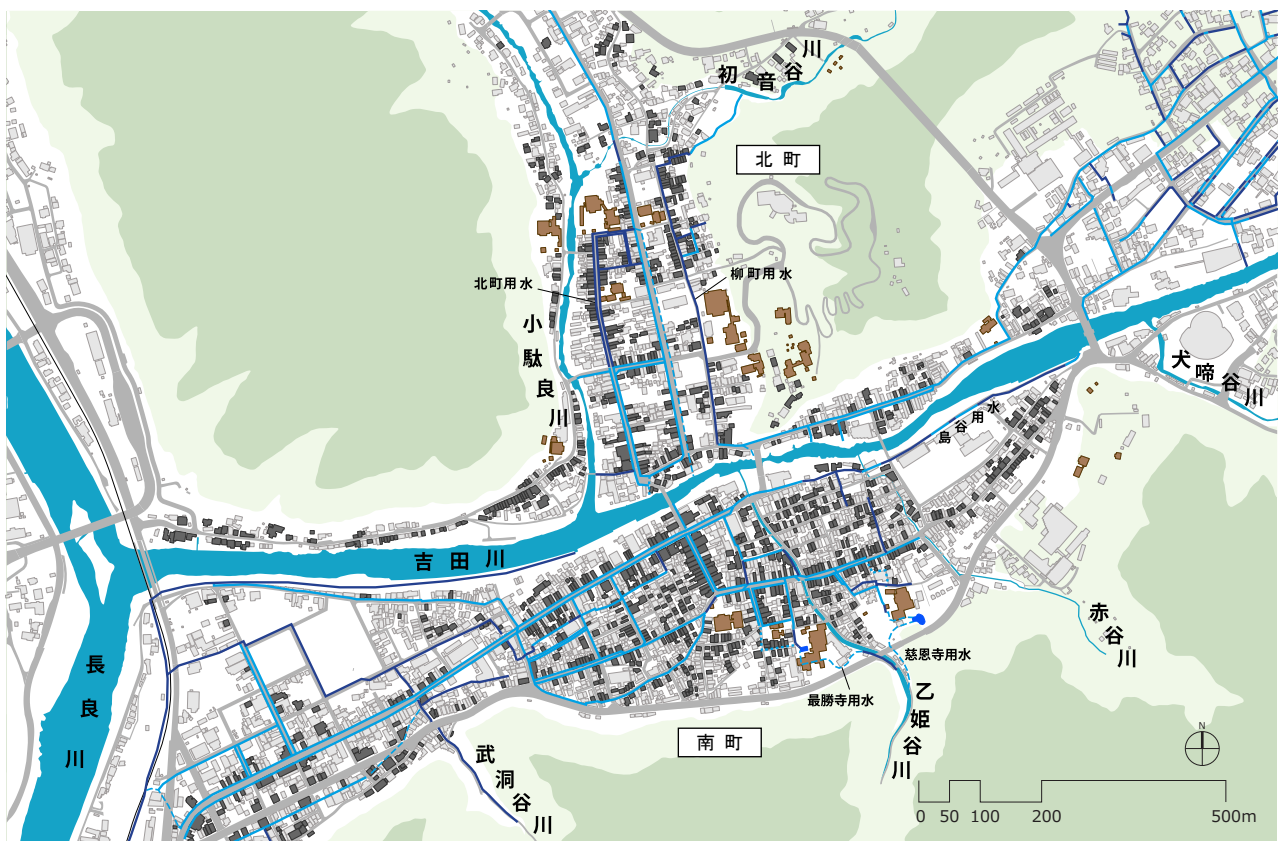 初音谷川
北町
北町用水
柳町用水
小駄良川
犬啼谷川
島谷用水
吉田川
赤谷川
長良川
慈恩寺用水
乙姫谷川
最勝寺用水
南町
武洞谷川
N
0 50 100 200 500m